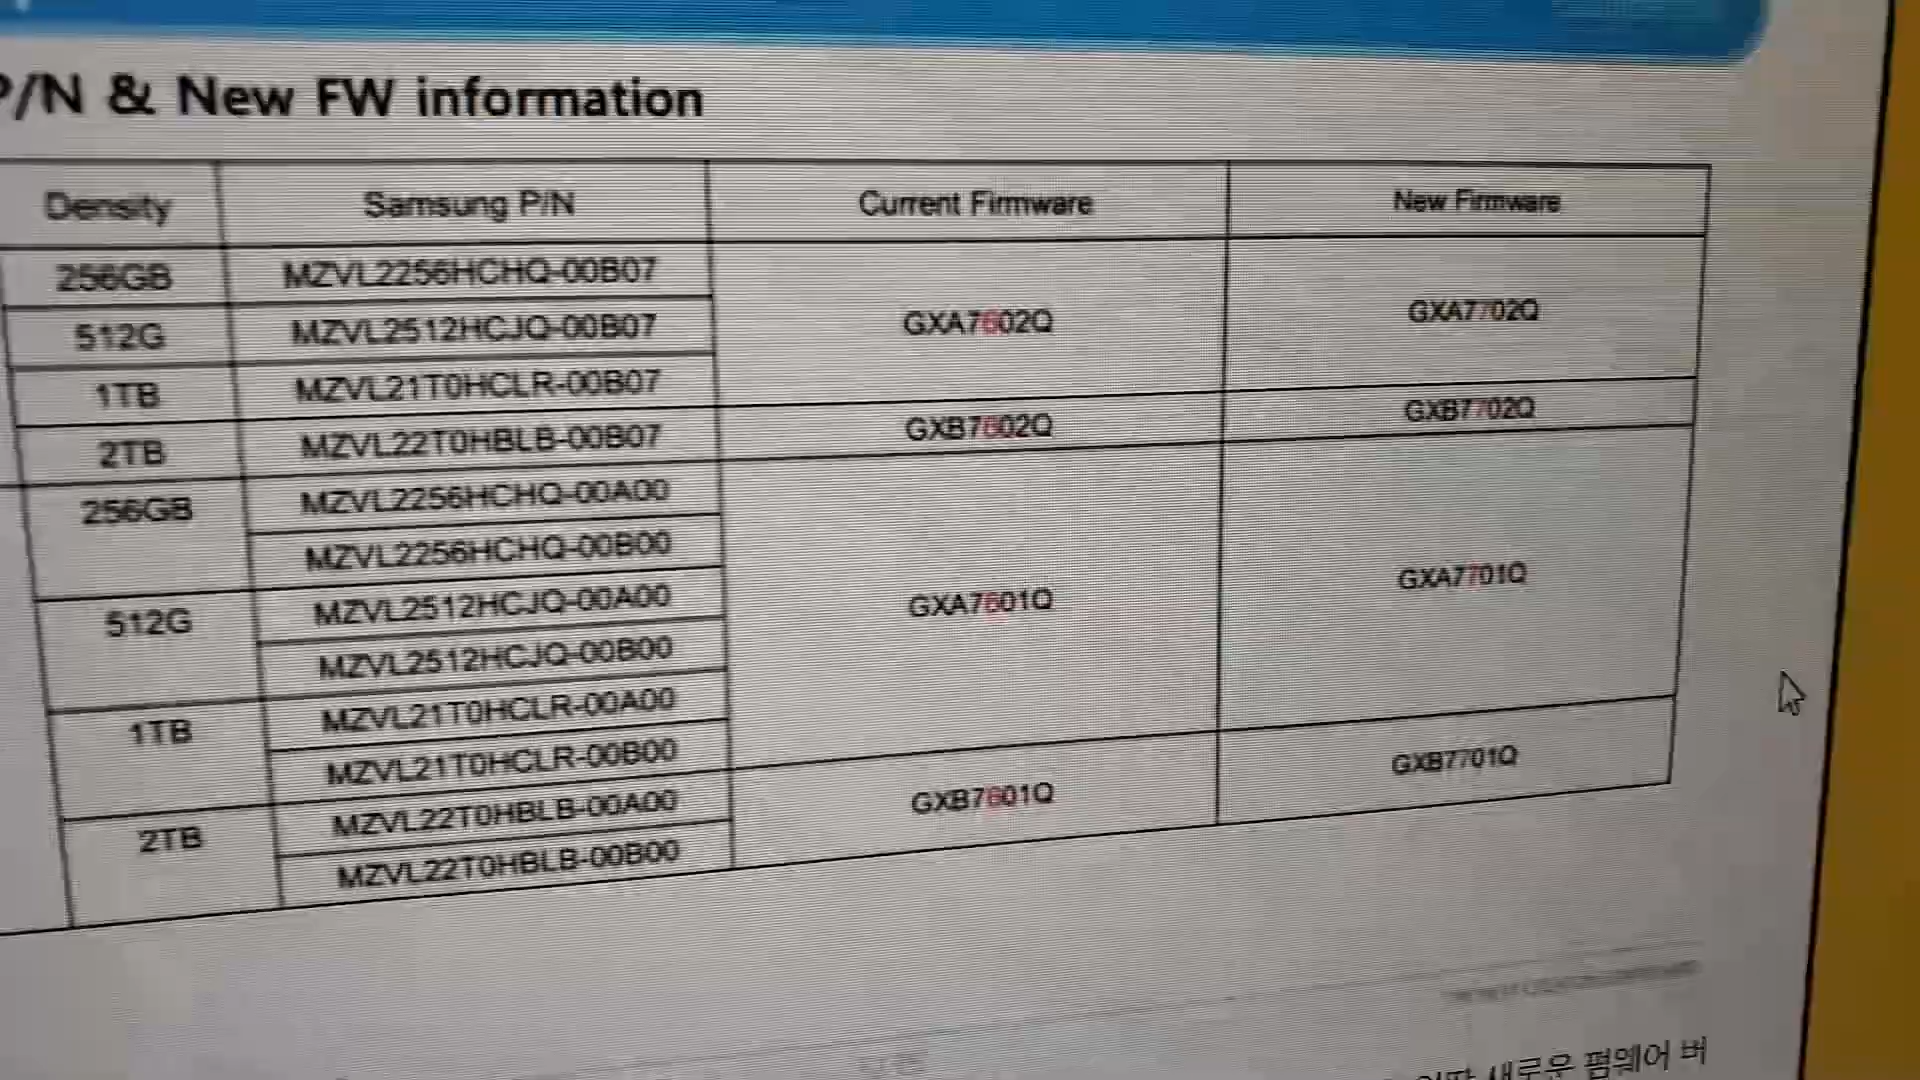 P/N & New FW information
Density Samsung P/N Current Firmware New Firmware
256GB MZVL2256HCHQ-00B07 GXA7602Q GXA7702Q
512G MZVL2512HCJQ-00B07
1TB MZVL21T0HCLR-00B07
2TB MZVL22T0HBLB-00B07 GXB7602Q GXB7702Q
256GB MZVL2256HCHQ-00A00 GXA7601Q GXA7701Q
MZVL2256HCHQ-00B00
512G MZVL2512HCJQ-00A00
MZVL2512HCJQ-00B00
1TB MZVL21T0HCLR-00A00
MZVL21T0HCLR-00B00
2TB MZVL22T0HBLB-00A00 GXB7601Q GXB7701Q
MZVL22T0HBLB-00B00
새로운 펌웨어 버